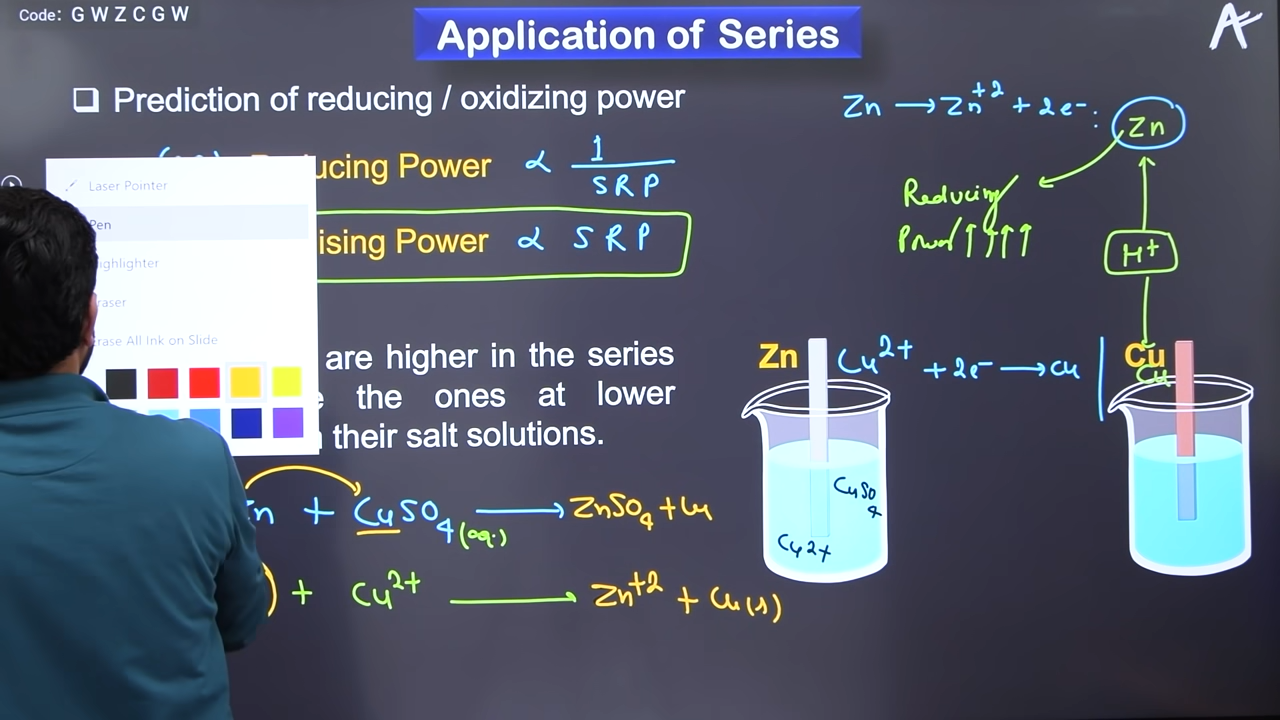 Code: G W Z C G W
Application of Series
❑ Prediction of reducing / oxidizing power
ucing Power ∝ 1/SRP
ising Power ∝ SRP
Laser Pointer
Pen
ighlighter
raser
rase All Ink on Slide
are higher in the series
e the ones at lower
their salt solutions.
n + CuSO4(aq.) ⟶ ZnSO4 + Cu
) + Cu2+ ⟶ Zn+2 + Cu(s)
Zn ⟶ Zn+2 + 2e-:
Zn
Reducing
Power ↑↑↑↑
H+
Cu
Zn
Cu2+ + 2e- ⟶ Cu
Cu
CuSO4
Cu2+